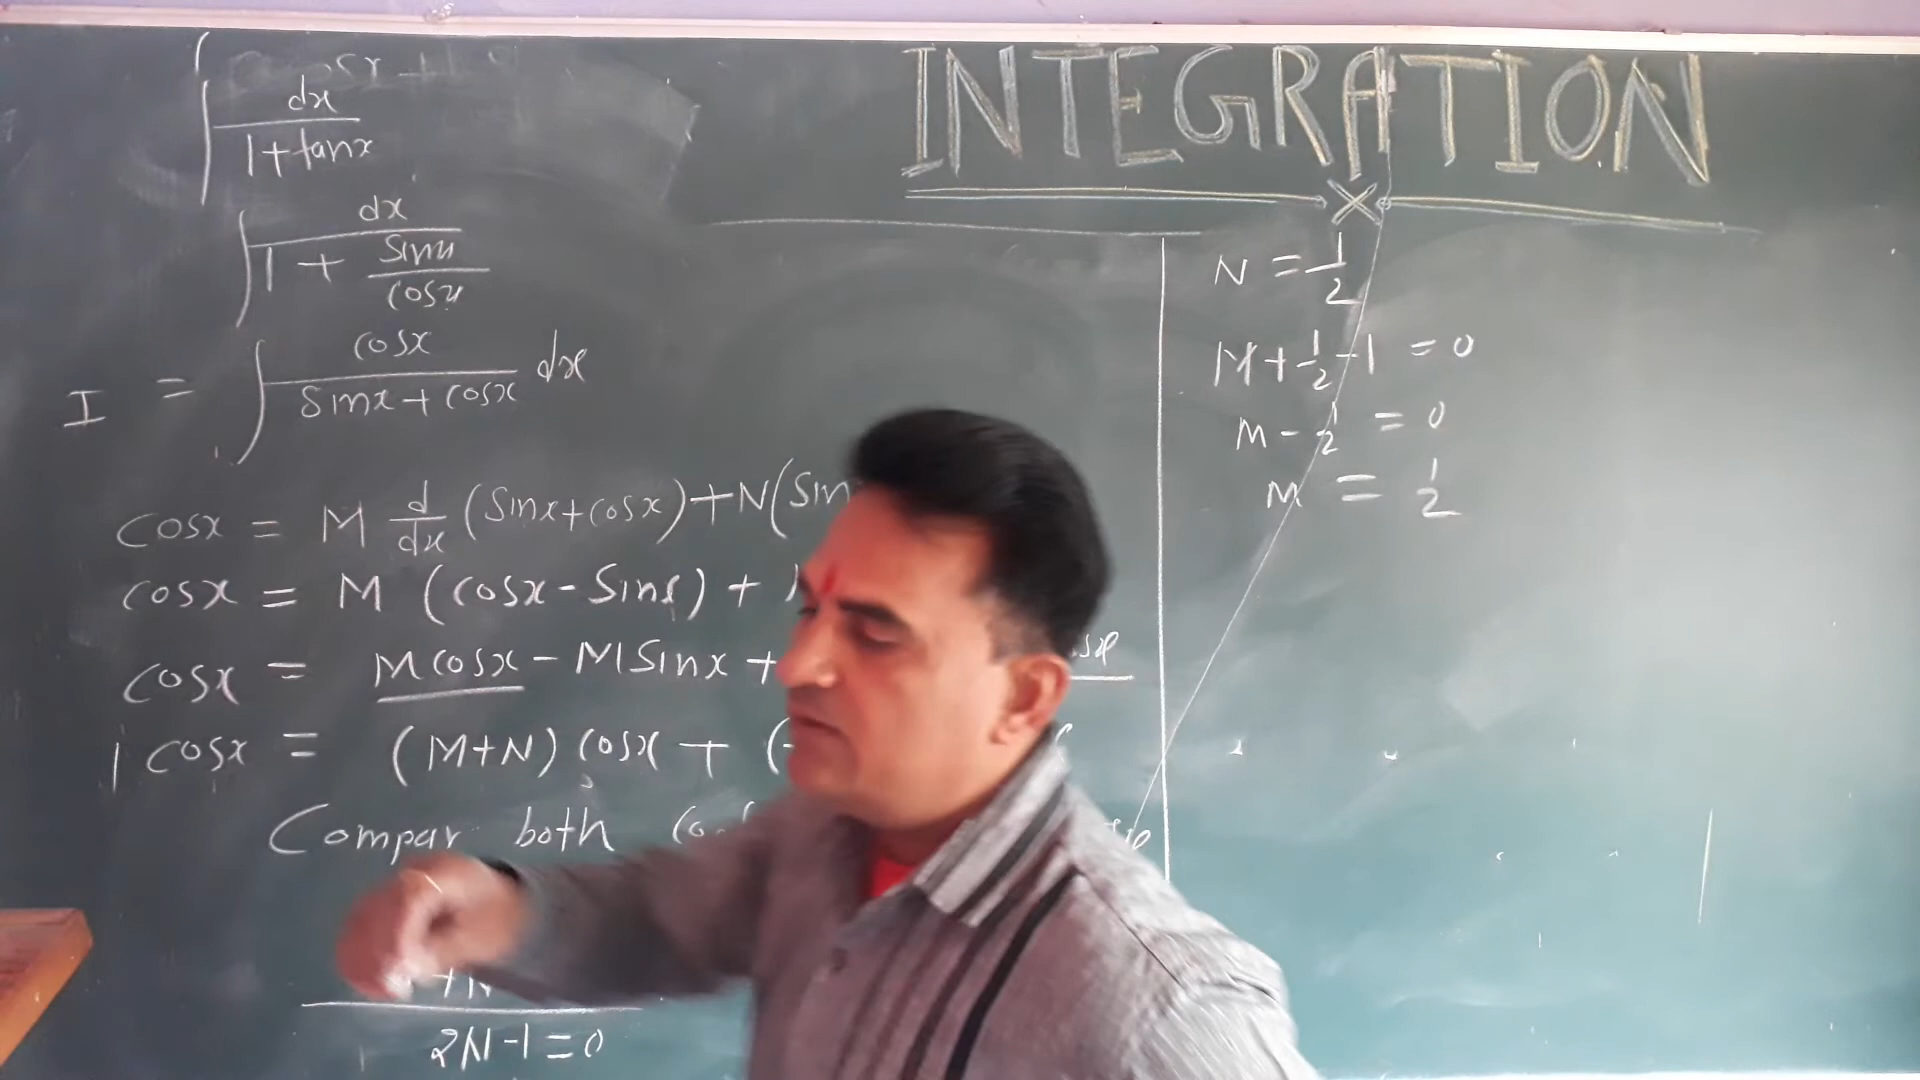 INTEGRATION
∫ dx / 1+tanx
∫ dx / 1 + sinx / cosx
I = ∫ cosx / sinx + cosx dx
cosx = M d/dx (sinx+cosx)+N(sin
cosx = M (cosx-sinx) +
cosx = Mcosx - Msinx +
1 cosx = (M+N) cosx + (-
Compar both
2N-1=0
N = 1/2
M+1/2-1 = 0
M-1/2 = 0
M = 1/2